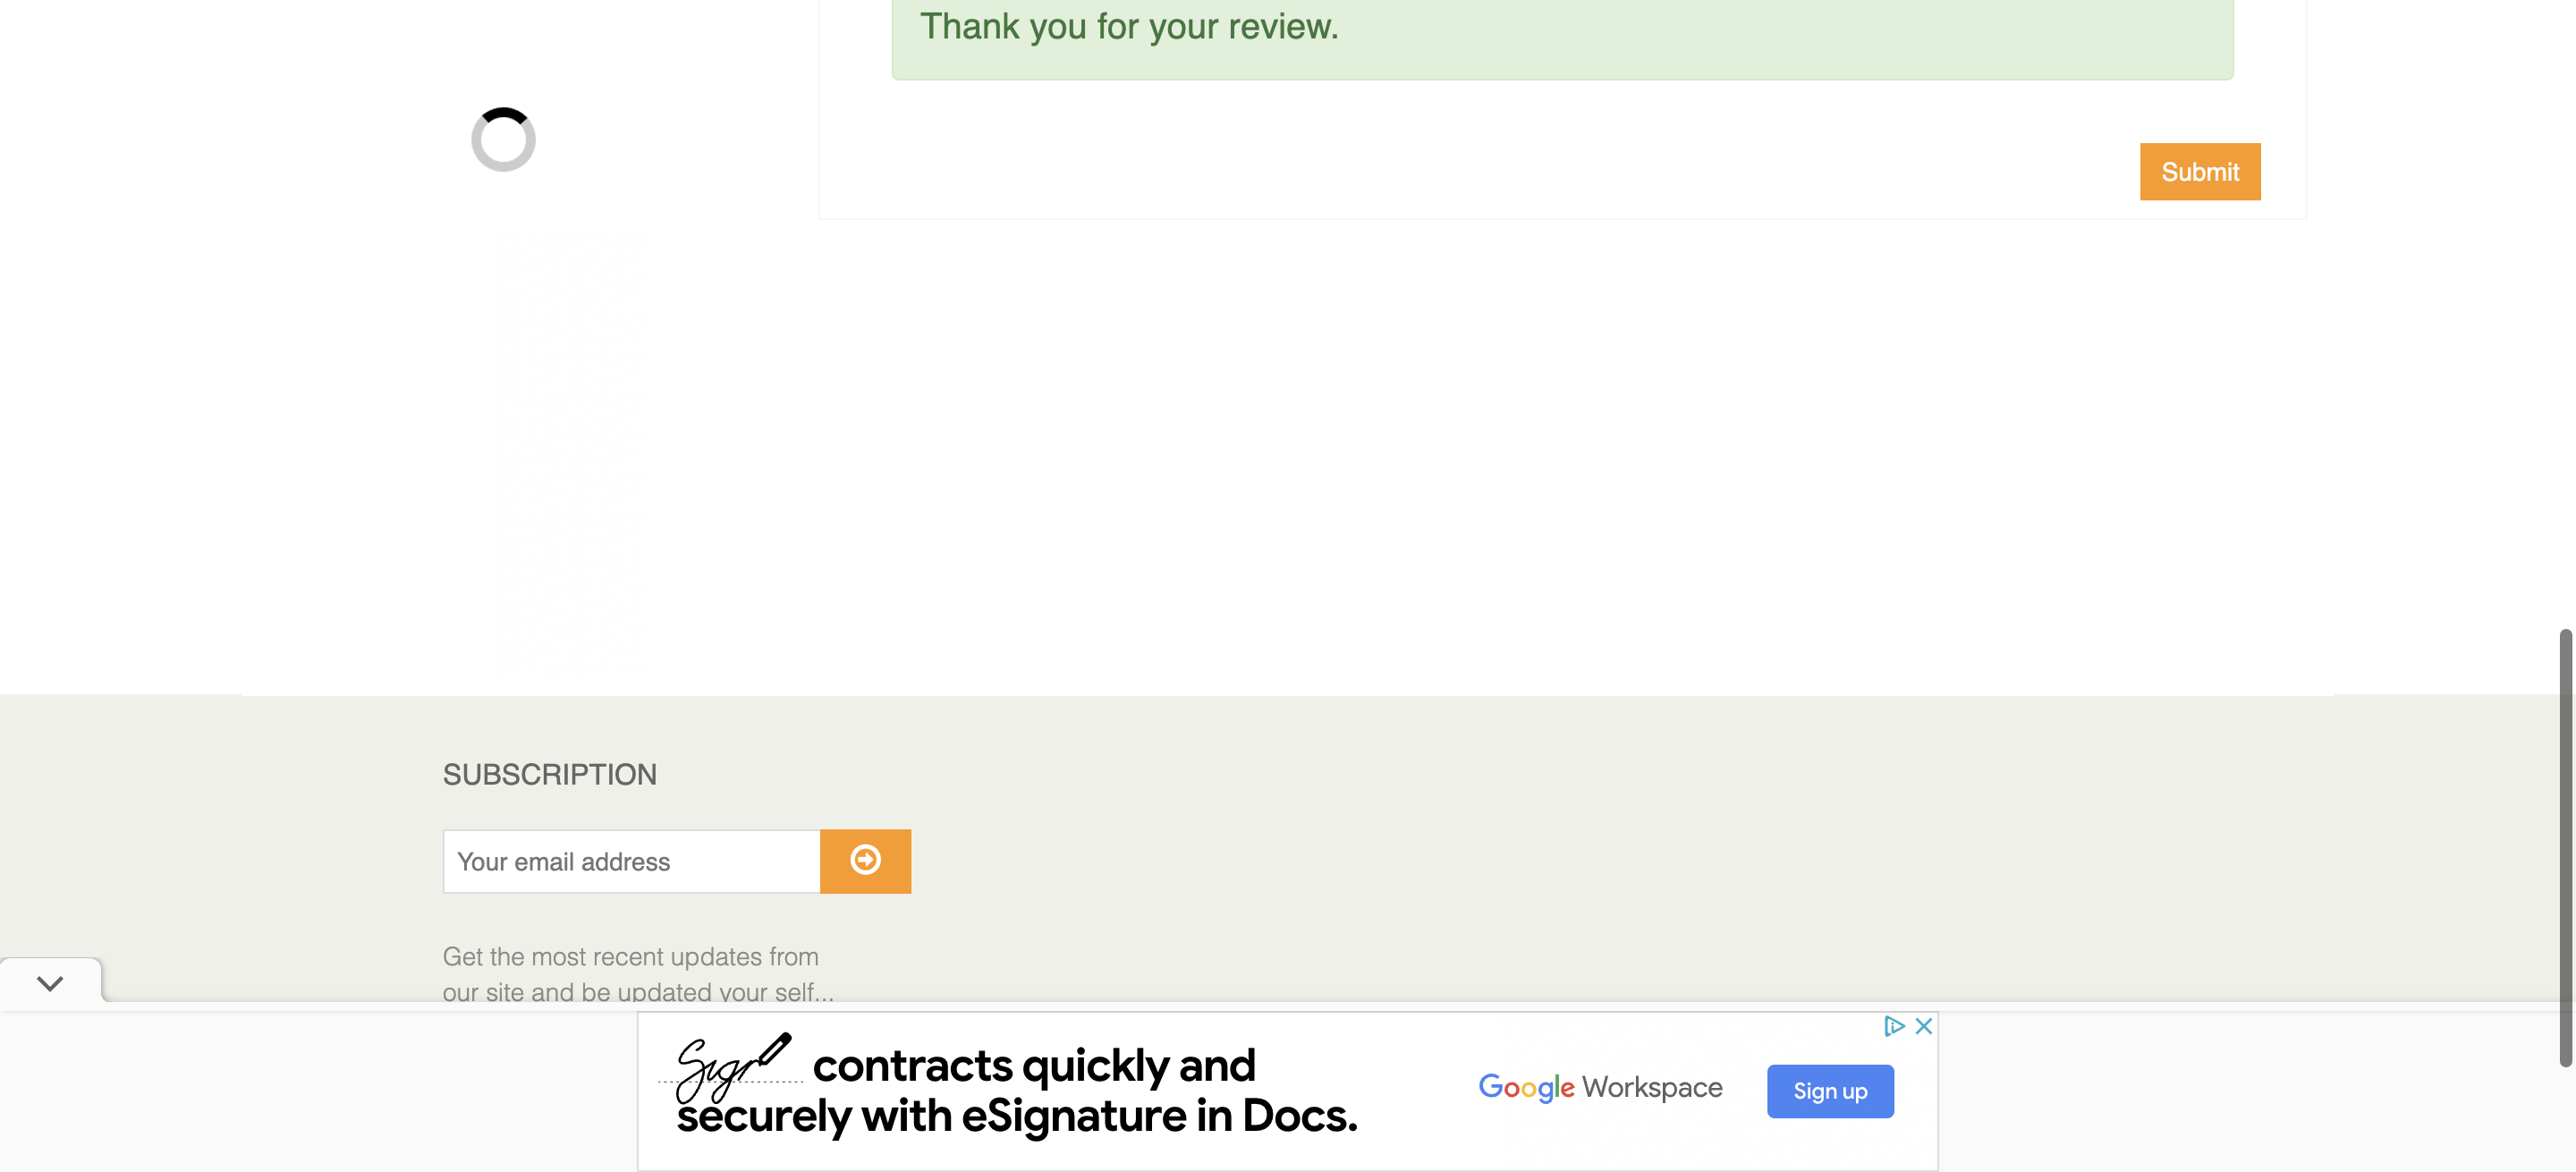 Thank you for your review.
Submit
SUBSCRIPTION
Your email address
Get the most recent updates from
our site and be updated your self...
Sign contracts quickly and
securely with eSignature in Docs.
Google Workspace
Sign up